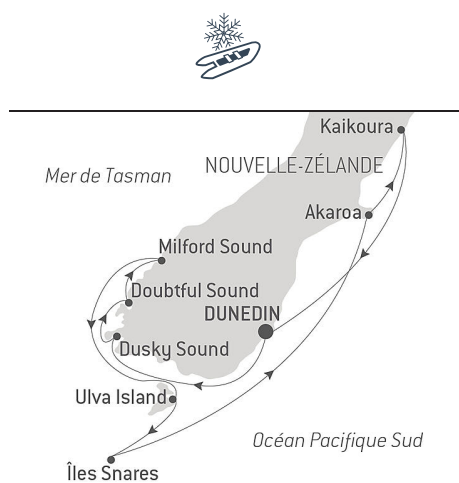 Kaikoura
NOUVELLE-ZÉLANDE
Mer de Tasman
Akaroa
Milford Sound
Doubtful Sound
DUNEDIN
Dusky Sound
Ulva Island
Océan Pacifique Sud
Îles Snares